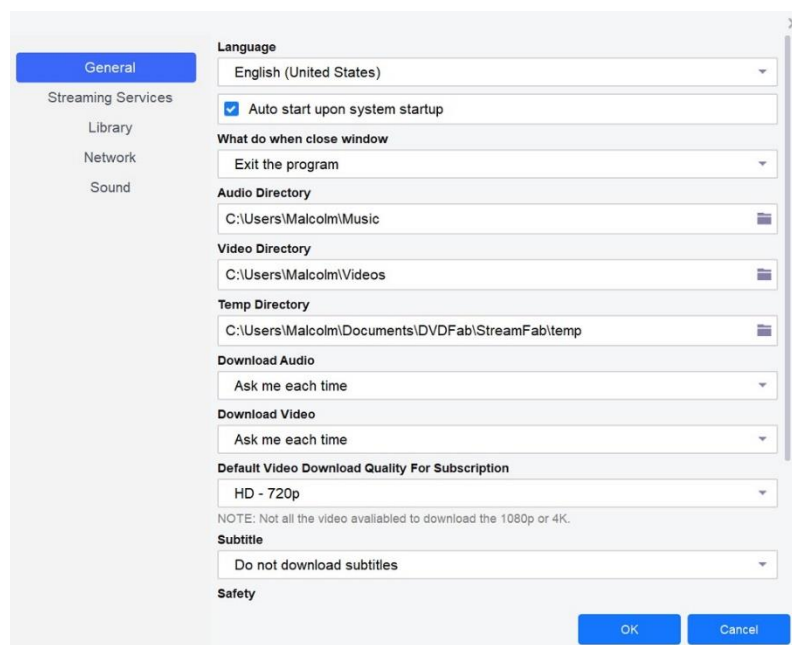 General
Streaming Services
Library
Network
Sound
Language
English (United States)
Auto start upon system startup
What do when close window
Exit the program
Audio Directory
C:\Users\Malcolm\Music
Video Directory
C:\Users\Malcolm\Videos
Temp Directory
C:\Users\Malcolm\Documents\DVDFab\StreamFab\temp
Download Audio
Ask me each time
Download Video
Ask me each time
Default Video Download Quality For Subscription
HD - 720p
NOTE: Not all the video avaliabled to download the 1080p or 4K.
Subtitle
Do not download subtitles
Safety
OK Cancel